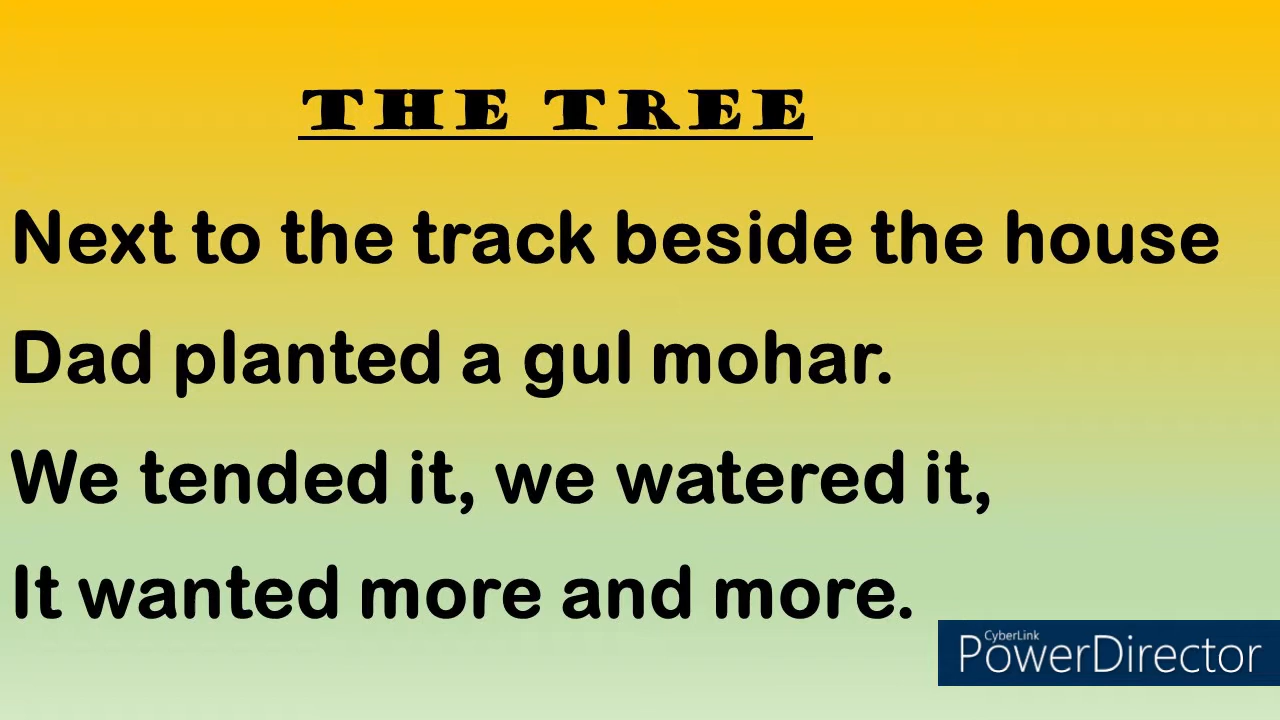 THE TREE
Next to the track beside the house
Dad planted a gul mohar.
We tended it, we watered it,
It wanted more and more.
CyberLink
PowerDirector